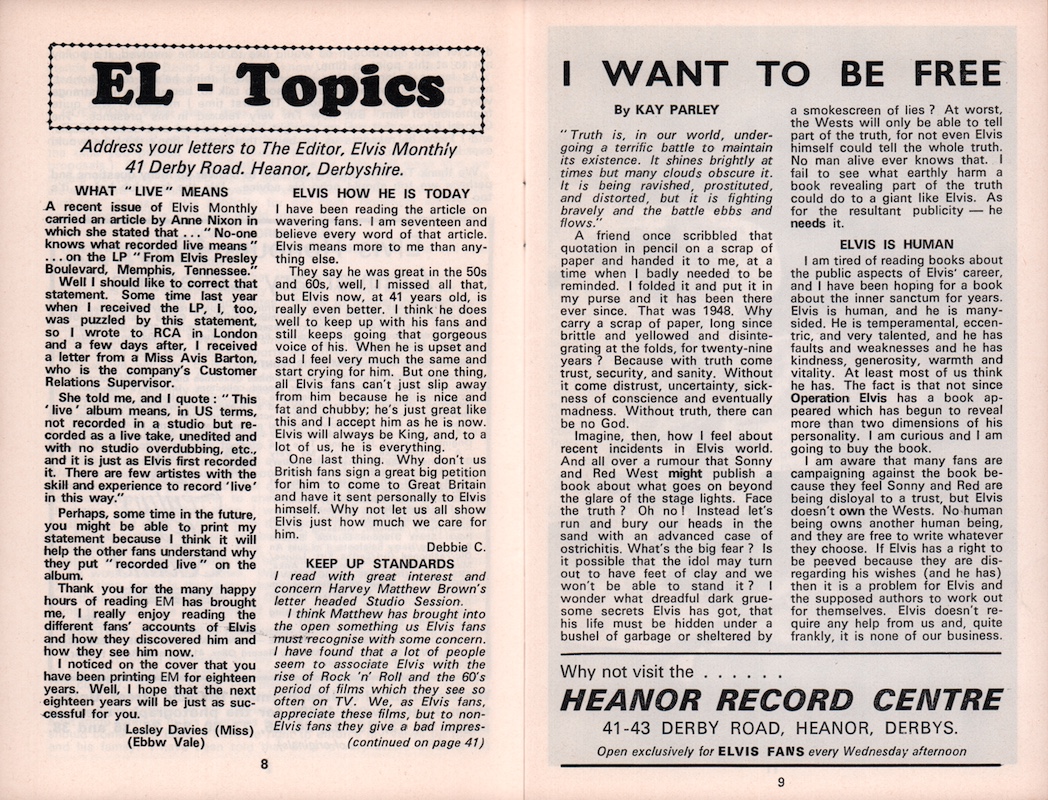 EL - Topics
Address your letters to The Editor, Elvis Monthly
41 Derby Road. Heanor, Derbyshire.
WHAT "LIVE" MEANS
A recent issue of Elvis Monthly
carried an article by Anne Nixon in
which she stated that ... "No-one
knows what recorded live means"
... on the LP "From Elvis Presley
Boulevard, Memphis, Tennessee."
Well I should like to correct that
statement. Some time last year
when I received the LP, I, too,
was puzzled by this statement,
so I wrote to RCA in London
and a few days after, I received
a letter from a Miss Avis Barton,
who is the company's Customer
Relations Supervisor.
She told me, and I quote : "This
'live' album means, in US terms,
not recorded in a studio but re-
corded as a live take, unedited and
with no studio overdubbing, etc.,
and it is just as Elvis first recorded
it. There are few artistes with the
skill and experience to record 'live'
in this way."
Perhaps, some time in the future,
you might be able to print my
statement because I think it will
help the other fans understand why
they put "recorded live" on the
album.
Thank you for the many happy
hours of reading EM has brought
me, I really enjoy reading the
different fans' accounts of Elvis
and how they discovered him and
how they see him now.
I noticed on the cover that you
have been printing EM for eighteen
years. Well, I hope that the next
eighteen years will be just as suc-
cessful for you.
Lesley Davies (Miss)
(Ebbw Vale)
ELVIS HOW HE IS TODAY
I have been reading the article on
wavering fans. I am seventeen and
believe every word of that article.
Elvis means more to me than any-
thing else.
They say he was great in the 50s
and 60s, well, I missed all that,
but Elvis now, at 41 years old, is
really even better. I think he does
well to keep up with his fans and
still keeps going that gorgeous
voice of his. When he is upset and
sad I feel very much the same and
start crying for him. But one thing,
all Elvis fans can't just slip away
from him because he is nice and
fat and chubby; he's just great like
this and I accept him as he is now.
Elvis will always be King, and, to a
lot of us, he is everything.
One last thing. Why don't us
British fans sign a great big petition
for him to come to Great Britain
and have it sent personally to Elvis
himself. Why not let us all show
Elvis just how much we care for
him.
Debbie C.
KEEP UP STANDARDS
I read with great interest and
concern Harvey Matthew Brown's
letter headed Studio Session.
I think Matthew has brought into
the open something us Elvis fans
must recognise with some concern.
I have found that a lot of people
seem to associate Elvis with the
rise of Rock 'n' Roll and the 60's
period of films which they see so
often on TV. We, as Elvis fans,
appreciate these films, but to non-
Elvis fans they give a bad impres-
(continued on page 41)
8
I WANT TO BE FREE
By KAY PARLEY
"Truth is, in our world, under-
going a terrific battle to maintain
its existence. It shines brightly at
times but many clouds obscure it.
It is being ravished, prostituted,
and distorted, but it is fighting
bravely and the battle ebbs and
flows."
A friend once scribbled that
quotation in pencil on a scrap of
paper and handed it to me, at a
time when I badly needed to be
reminded. I folded it and put it in
my purse and it has been there
ever since. That was 1948. Why
carry a scrap of paper, long since
brittle and yellowed and disinte-
grating at the folds, for twenty-nine
years ? Because with truth come
trust, security, and sanity. Without
it come distrust, uncertainty, sick-
ness of conscience and eventually
madness. Without truth, there can
be no God.
Imagine, then, how I feel about
recent incidents in Elvis world.
And all over a rumour that Sonny
and Red West might publish a
book about what goes on beyond
the glare of the stage lights. Face
the truth ? Oh no ! Instead let's
run and bury our heads in the
sand with an advanced case of
ostrichitis. What's the big fear ? Is
it possible that the idol may turn
out to have feet of clay and we
won't be able to stand it ? I
wonder what dreadful dark grue-
some secrets Elvis has got, that
his life must be hidden under a
bushel of garbage or sheltered by
a smokescreen of lies ? At worst,
the Wests will only be able to tell
part of the truth, for not even Elvis
himself could tell the whole truth.
No man alive ever knows that. I
fail to see what earthly harm a
book revealing part of the truth
could do to a giant like Elvis. As
for the resultant publicity — he
needs it.
ELVIS IS HUMAN
I am tired of reading books about
the public aspects of Elvis' career,
and I have been hoping for a book
about the inner sanctum for years.
Elvis is human, and he is many-
sided. He is temperamental, eccen-
tric, and very talented, and he has
faults and weaknesses and he has
kindness, generosity, warmth and
vitality. At least most of us think
he has. The fact is that not since
Operation Elvis has a book ap-
peared which has begun to reveal
more than two dimensions of his
personality. I am curious and I am
going to buy the book.
I am aware that many fans are
campaigning against the book be-
cause they feel Sonny and Red are
being disloyal to a trust, but Elvis
doesn't own the Wests. No human
being owns another human being,
and they are free to write whatever
they choose. If Elvis has a right to
be peeved because they are dis-
regarding his wishes (and he has)
then it is a problem for Elvis and
the supposed authors to work out
for themselves. Elvis doesn't re-
quire any help from us and, quite
frankly, it is none of our business.
Why not visit the . . . . . .
HEANOR RECORD CENTRE
41-43 DERBY ROAD, HEANOR, DERBYS.
Open exclusively for ELVIS FANS every Wednesday afternoon
9